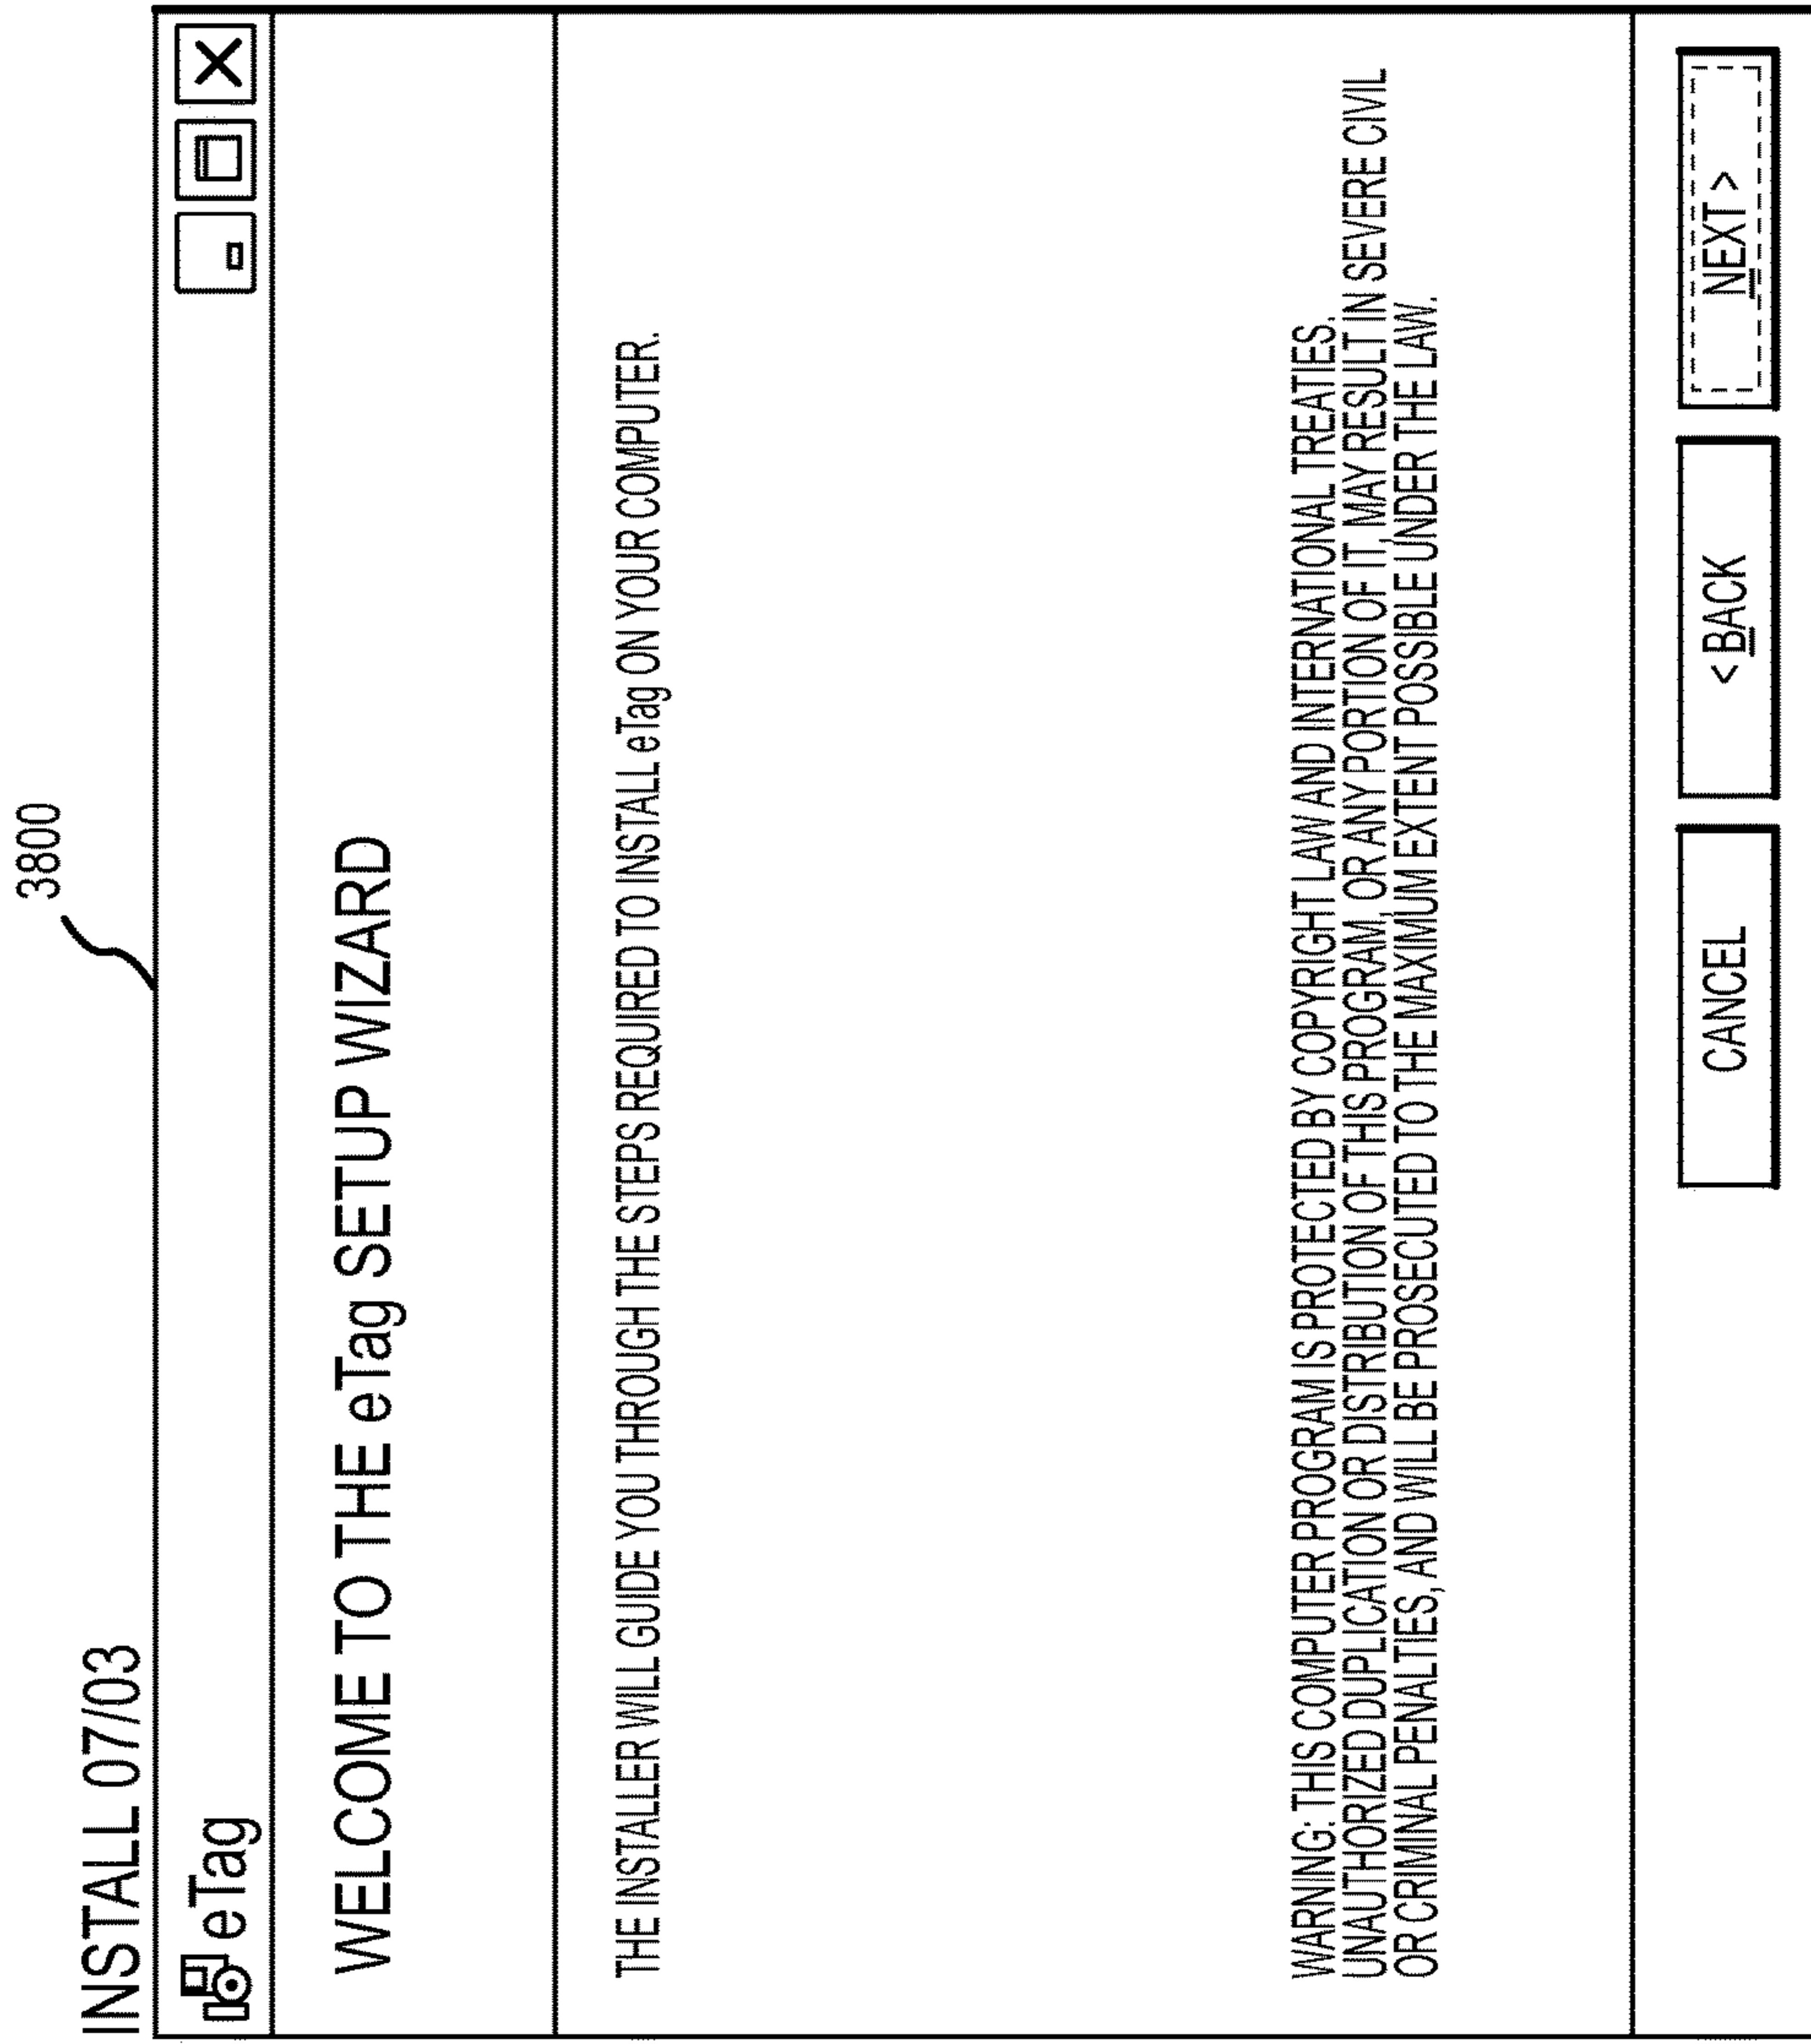 3800
INSTALL 07/03
eTag
WELCOME TO THE eTag SETUP WIZARD
THE INSTALLER WILL GUIDE YOU THROUGH THE STEPS REQUIRED TO INSTALL eTag ON YOUR COMPUTER.
WARNING: THIS COMPUTER PROGRAM IS PROTECTED BY COPYRIGHT LAW AND INTERNATIONAL TREATIES.
UNAUTHORIZED DUPLICATION OR DISTRIBUTION OF THIS PROGRAM, OR ANY PORTION OF IT, MAY RESULT IN SEVERE CIVIL
OR CRIMINAL PENALTIES, AND WILL BE PROSECUTED TO THE MAXIMUM EXTENT POSSIBLE UNDER THE LAW.
CANCEL
< BACK
NEXT >